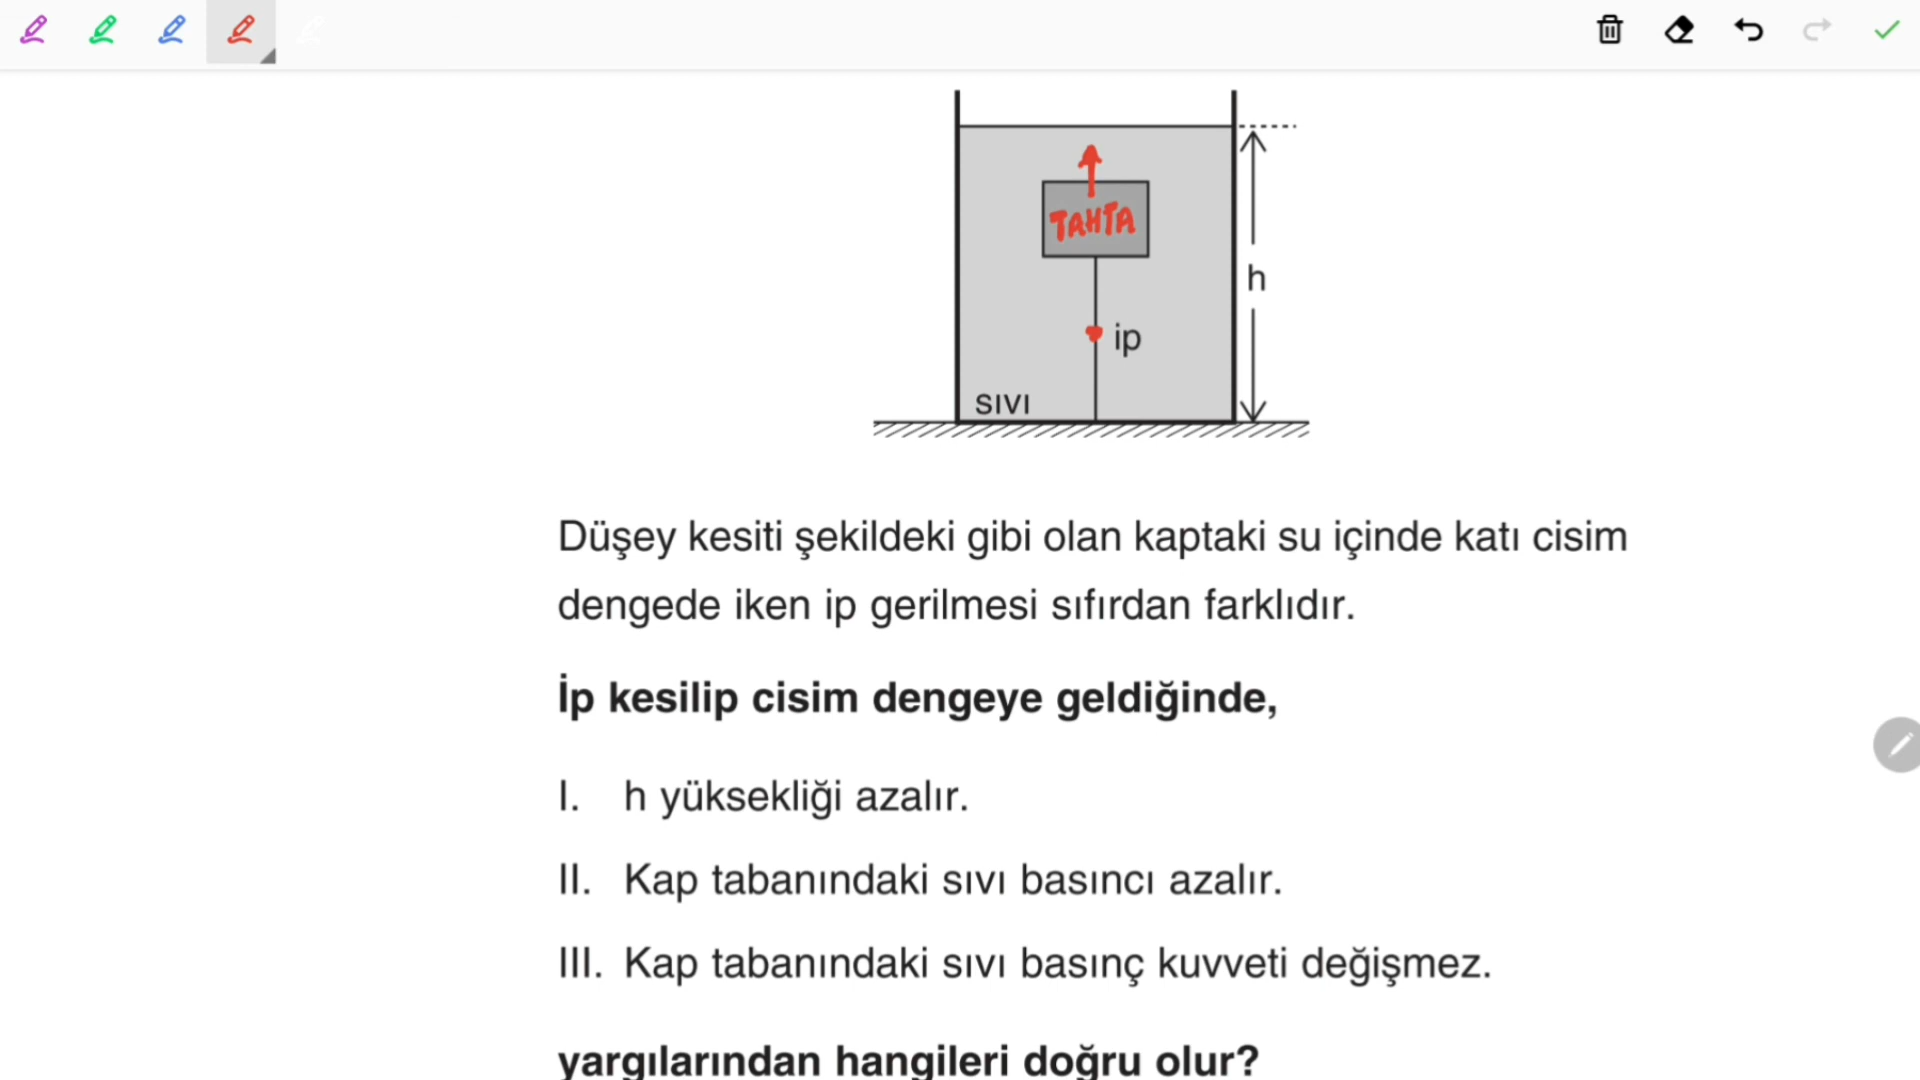 TAHTA
h
ip
SIVI
Düşey kesiti şekildeki gibi olan kaptaki su içinde katı cisim
dengede iken ip gerilmesi sıfırdan farklıdır.
İp kesilip cisim dengeye geldiğinde,
I. h yüksekliği azalır.
II. Kap tabanındaki sıvı basıncı azalır.
III. Kap tabanındaki sıvı basınç kuvveti değişmez.
yargılarından hangileri doğru olur?